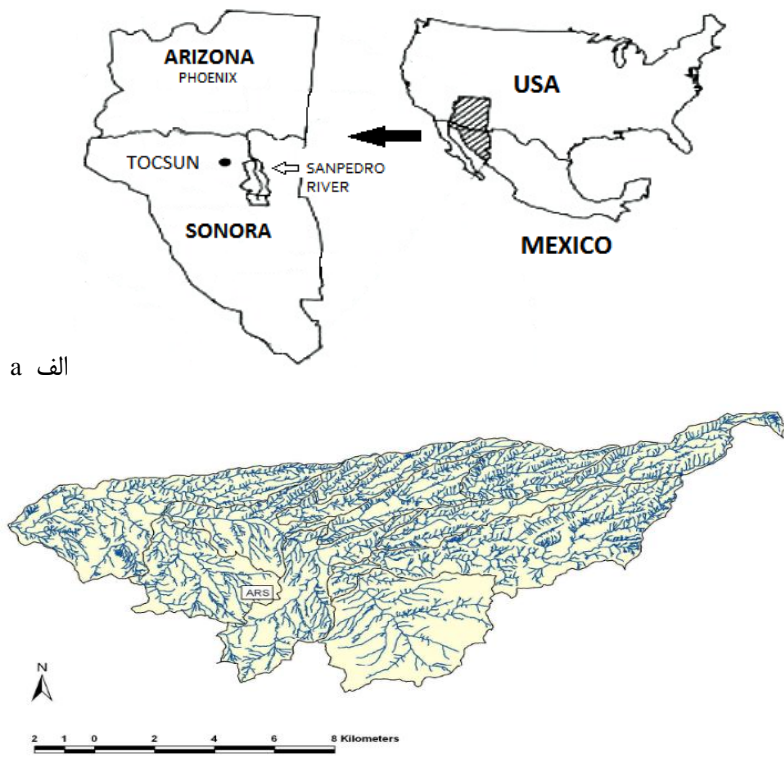 ARIZONA
PHOENIX
USA
TOCSUN
SANPEDRO
RIVER
SONORA
MEXICO
a الف
ARS
N
2 1 0 2 4 6 8 Kilometers